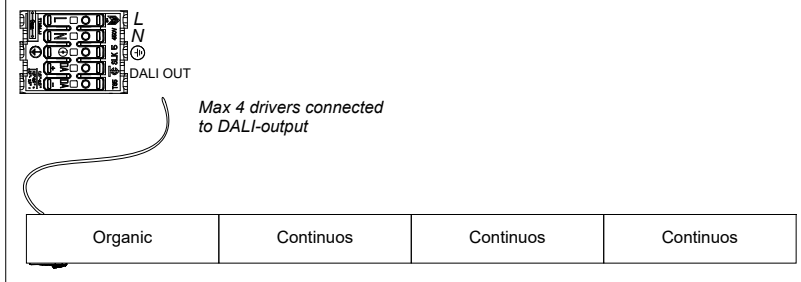 L
N
DALI OUT
Max 4 drivers connected
to DALI-output
Organic
Continuos
Continuos
Continuos